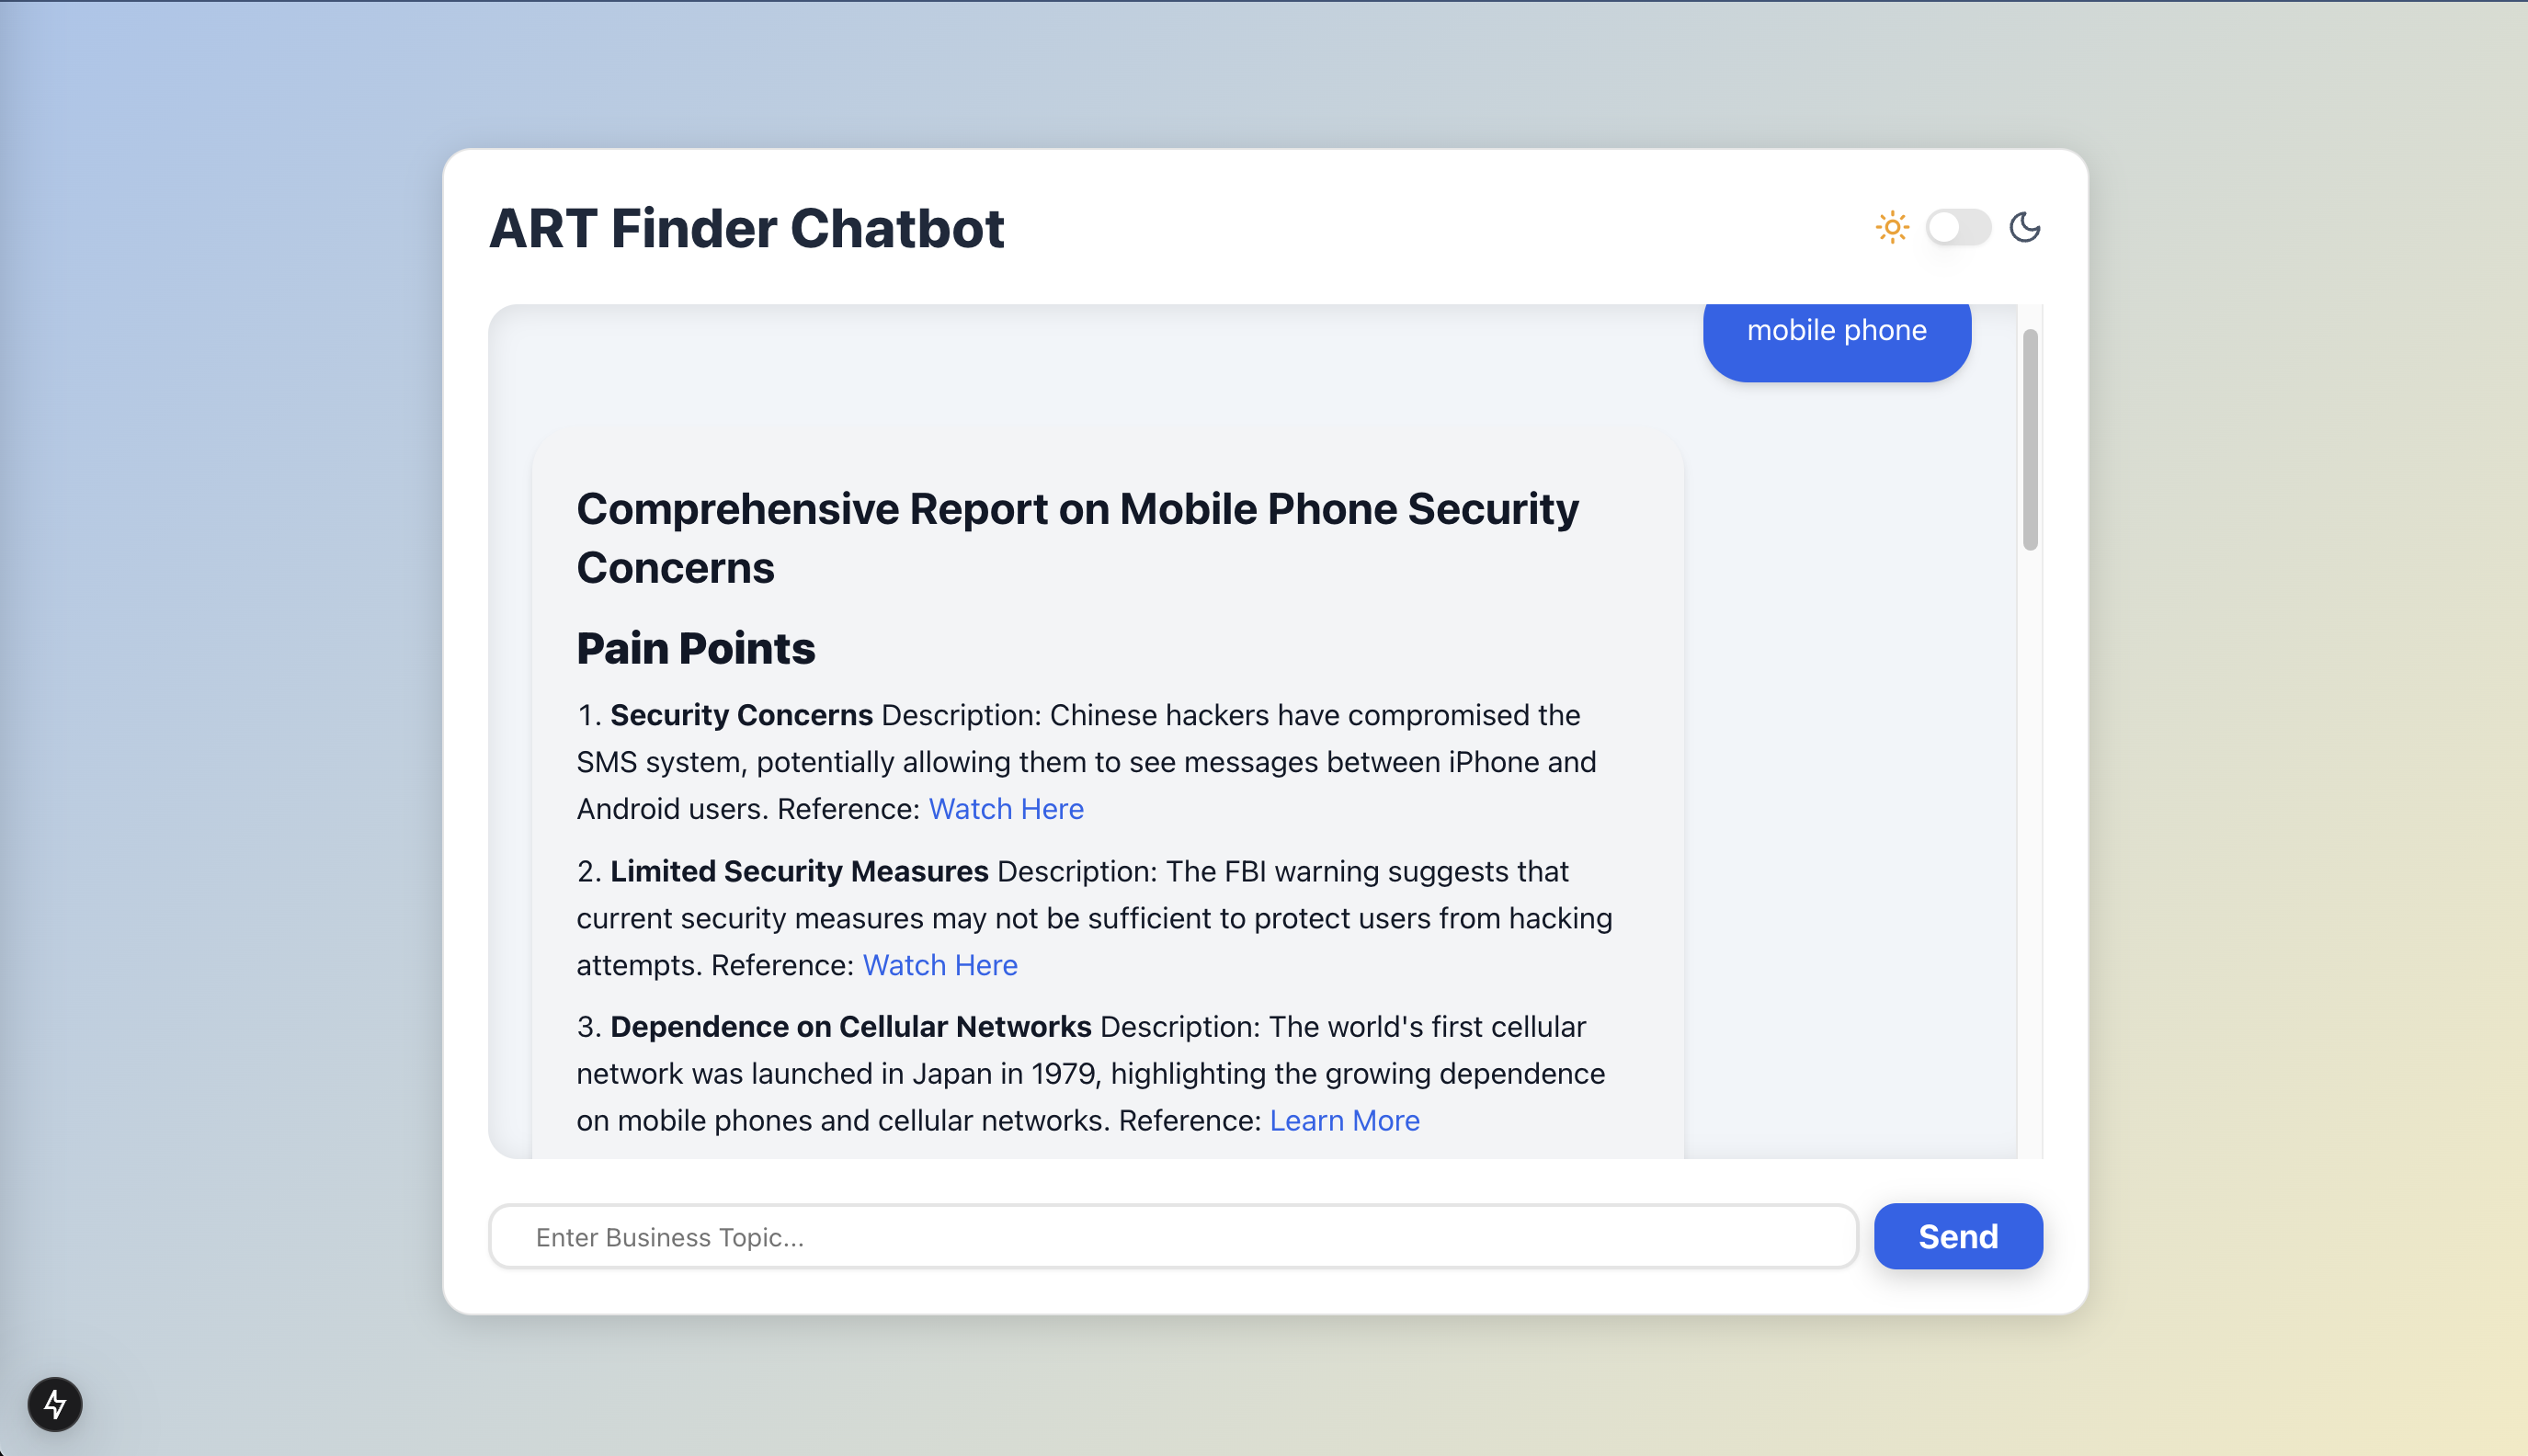 ART Finder Chatbot
mobile phone
Comprehensive Report on Mobile Phone Security
Concerns
Pain Points
1. Security Concerns Description: Chinese hackers have compromised the
SMS system, potentially allowing them to see messages between iPhone and
Android users. Reference: Watch Here
2. Limited Security Measures Description: The FBI warning suggests that
current security measures may not be sufficient to protect users from hacking
attempts. Reference: Watch Here
3. Dependence on Cellular Networks Description: The world's first cellular
network was launched in Japan in 1979, highlighting the growing dependence
on mobile phones and cellular networks. Reference: Learn More
Enter Business Topic...
Send